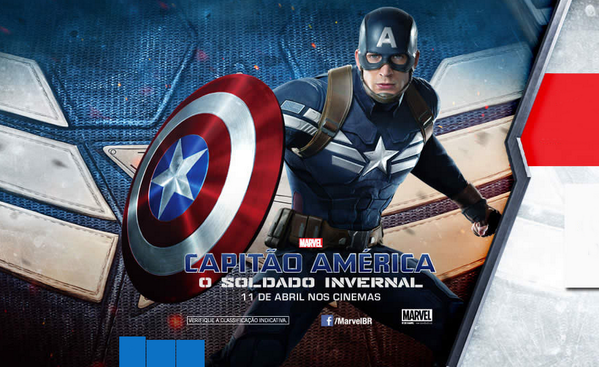 A
MARVEL
CAPITÃO AMÉRICA
O SOLDADO INVERNAL
11 DE ABRIL NOS CINEMAS
VERIFIQUE A CLASSIFICAÇÃO INDICATIVA.
f /MarvelBR
MARVEL